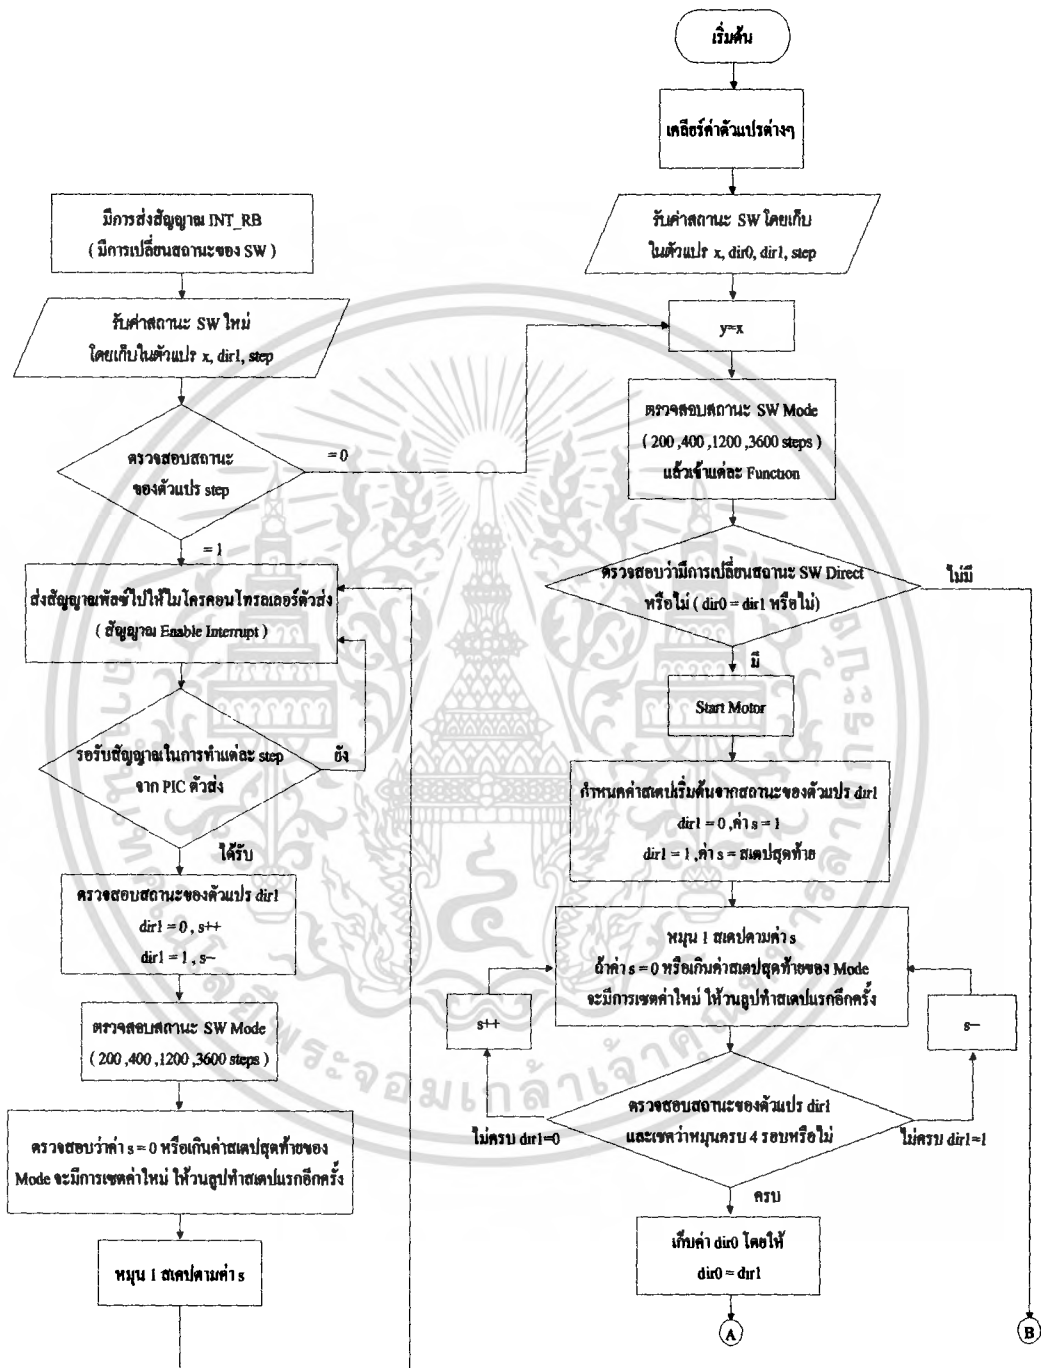 เริ่มต้น
เคลียร์ค่าตัวแปรต่างๆ
รับค่าสถานะ SW โดยเก็บ
ในตัวแปร x, dir0, dir1, step
y=x
ตรวจสอบสถานะ SW Mode
( 200 ,400 ,1200 ,3600 steps )
แล้วเข้าแต่ละ Function
ตรวจสอบว่ามีการเปลี่ยนสถานะ SW Direct
หรือไม่ ( dir0 = dir1 หรือไม่)
ไม่มี
มี
Start Motor
กำหนดค่าสเตปเริ่มต้นจากสถานะของตัวแปร dir1
dir1 = 0 ,ค่า s = 1
dir1 = 1 ,ค่า s = สเตปสุดท้าย
หมุน 1 สเตปตามค่า s
ถ้าค่า s = 0 หรือเกินค่าสเตปสุดท้ายของ Mode
จะมีการเซตค่าใหม่ ให้วนลูปทำสเตปแรกอีกครั้ง
s++
s--
ตรวจสอบสถานะของตัวแปร dir1
และเชควาหมุนครบ 4 รอบหรือไม่
ไม่ครบ dir1=0
ไม่ครบ dir1=1
ครบ
เก็บค่า dir0 โดยให้
dir0 = dir1
A
B
มีการส่งสัญญาณ INT_RB
( มีการเปลี่ยนสถานะของ SW )
รับค่าสถานะ SW ใหม่
โดยเก็บในตัวแปร x, dir1, step
ตรวจสอบสถานะ
ของตัวแปร step
= 0
= 1
ส่งสัญญาณพัลซ์ไปให้ไมโครคอนโทรลเลอร์ตัวส่ง
( สัญญาณ Enable Interrupt )
รอรับสัญญาณในการทำแต่ละ step
จาก PIC ตัวส่ง
ยัง
ได้รับ
ตรวจสอบสถานะของตัวแปร dir1
dir1 = 0 , s++
dir1 = 1 , s--
ตรวจสอบสถานะ SW Mode
( 200 ,400 ,1200 ,3600 steps )
ตรวจสอบว่าค่า s = 0 หรือเกินค่าสเตปสุดท้ายของ
Mode จะมีการเซตค่าใหม่ ให้วนลูปทำสเตปแรกอีกครั้ง
หมุน 1 สเตปตามค่า s